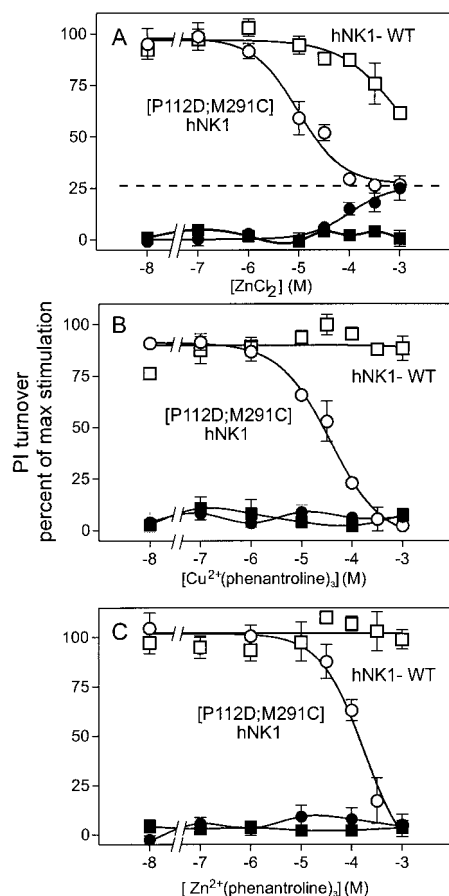 A
hNK1- WT
[P112D;M291C]
hNK1
100
75
50
25
0
-8 -7 -6 -5 -4 -3
[ZnCl2] (M)
B
hNK1- WT
[P112D;M291C]
hNK1
100
75
50
25
0
-8 -7 -6 -5 -4 -3
[Cu2+(phenantroline)3] (M)
PI turnover
percent of max stimulation
C
hNK1- WT
[P112D;M291C]
hNK1
100
75
50
25
0
-8 -7 -6 -5 -4 -3
[ Zn2+(phenantroline)3] (M)